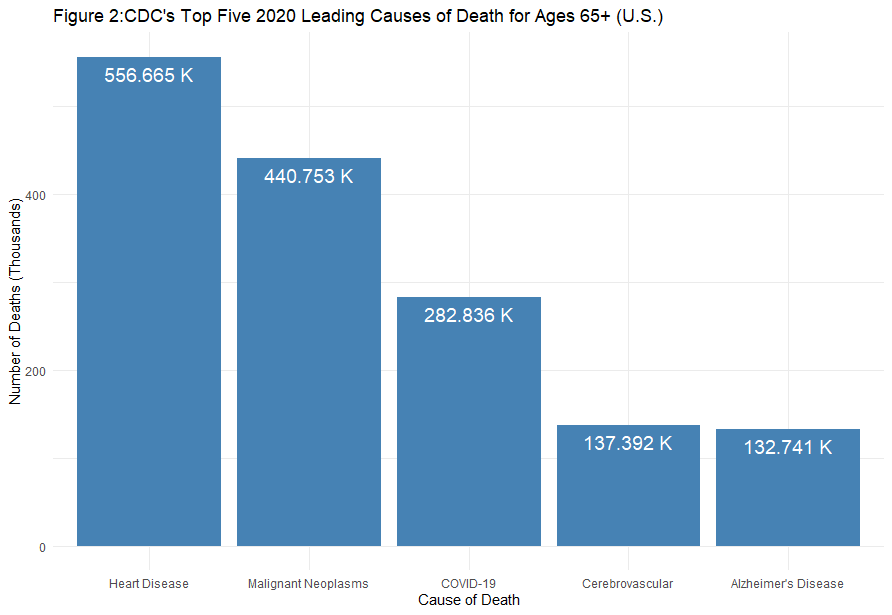 Figure 2:CDC's Top Five 2020 Leading Causes of Death for Ages 65+ (U.S.)
Number of Deaths (Thousands)
400
200
0
556.665 K
440.753 K
282.836 K
137.392 K
132.741 K
Heart Disease
Malignant Neoplasms
COVID-19
Cerebrovascular
Alzheimer's Disease
Cause of Death